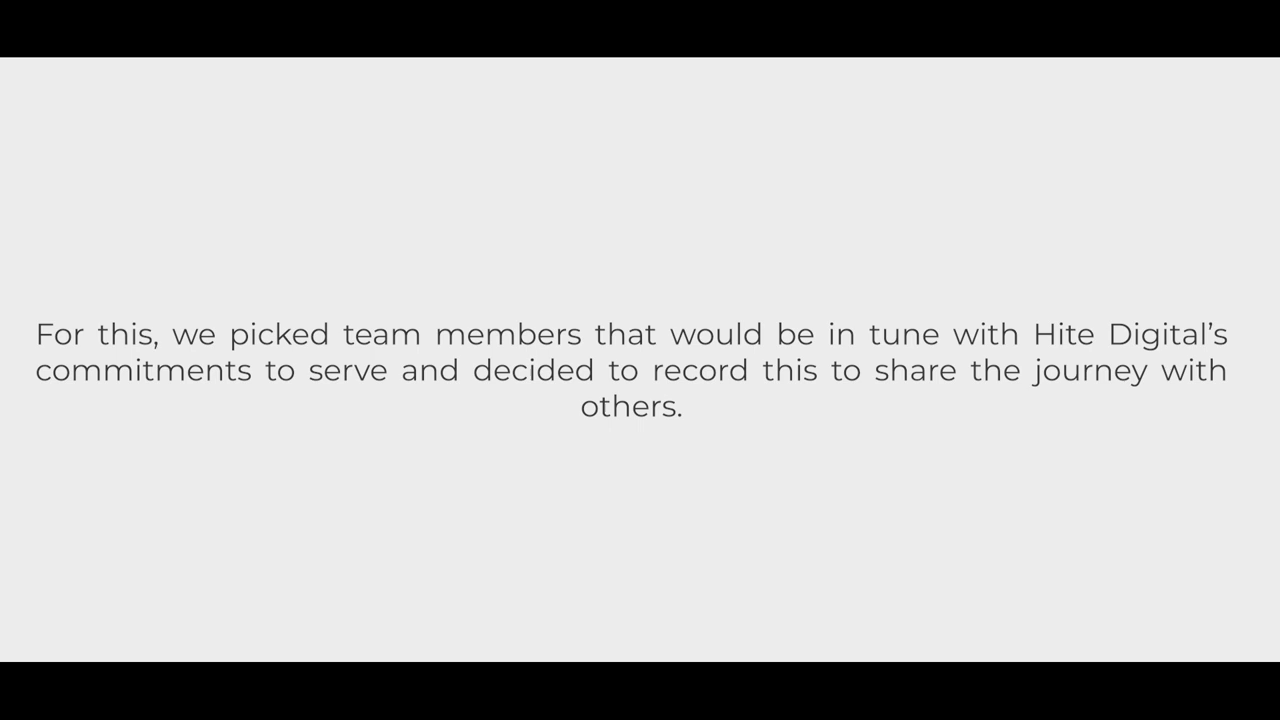 For this, we picked team members that would be in tune with Hite Digital’s
commitments to serve and decided to record this to share the journey with
others.